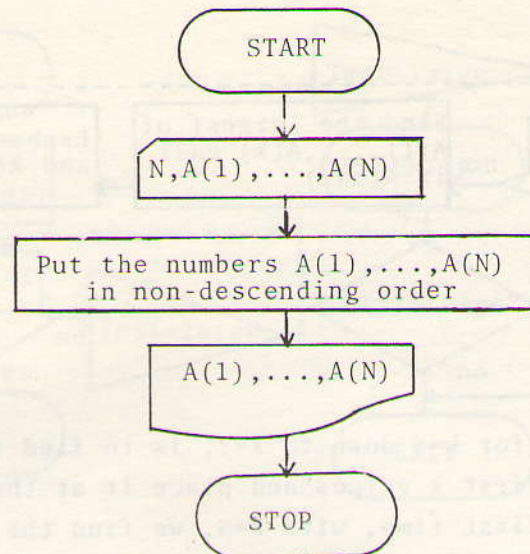 START
N,A(1),...,A(N)
Put the numbers A(1),...,A(N)
in non-descending order
A(1),...,A(N)
STOP